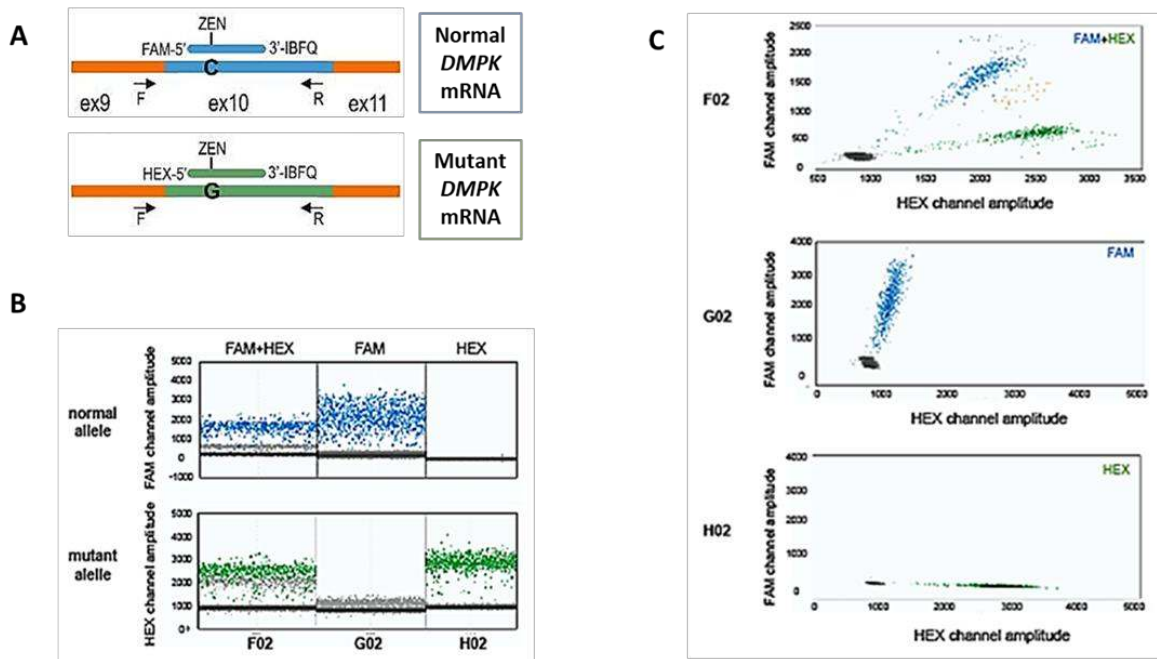 A
ZEN
FAM-5' 3'-IBFQ
C
F R
ex9 ex10 ex11
Normal
DMPK
mRNA
ZEN
HEX-5' 3'-IBFQ
G
F R
Mutant
DMPK
mRNA
B
FAM+HEX FAM HEX
normal
allele
FAM channel amplitude
5000
4000
3000
2000
1000
0
-1000
mutant
alelle
HEX channel amplitude
5000
4000
3000
2000
1000
0
F02 G02 H02
C
F02
FAM channel amplitude
2500
2000
1500
1000
500
0
FAM+HEX
500 1000 1500 2000 2500 3000 3500
HEX channel amplitude
G02
FAM channel amplitude
4000
3000
2000
1000
0
FAM
0 1000 2000 3000 4000 5000
HEX channel amplitude
H02
FAM channel amplitude
4000
3000
2000
1000
0
HEX
0 1000 2000 3000 4000 5000
HEX channel amplitude